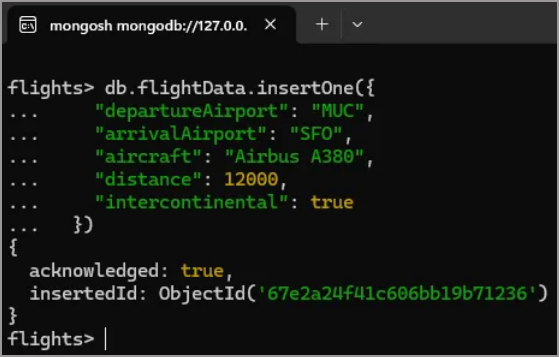 mongosh mongodb://127.0.0.
flights> db.flightData.insertOne({
... "departureAirport": "MUC",
... "arrivalAirport": "SFO",
... "aircraft": "Airbus A380",
... "distance": 12000,
... "intercontinental": true
... })
{
acknowledged: true,
insertedId: ObjectId('67e2a24f41c606bb19b71236')
}
flights>